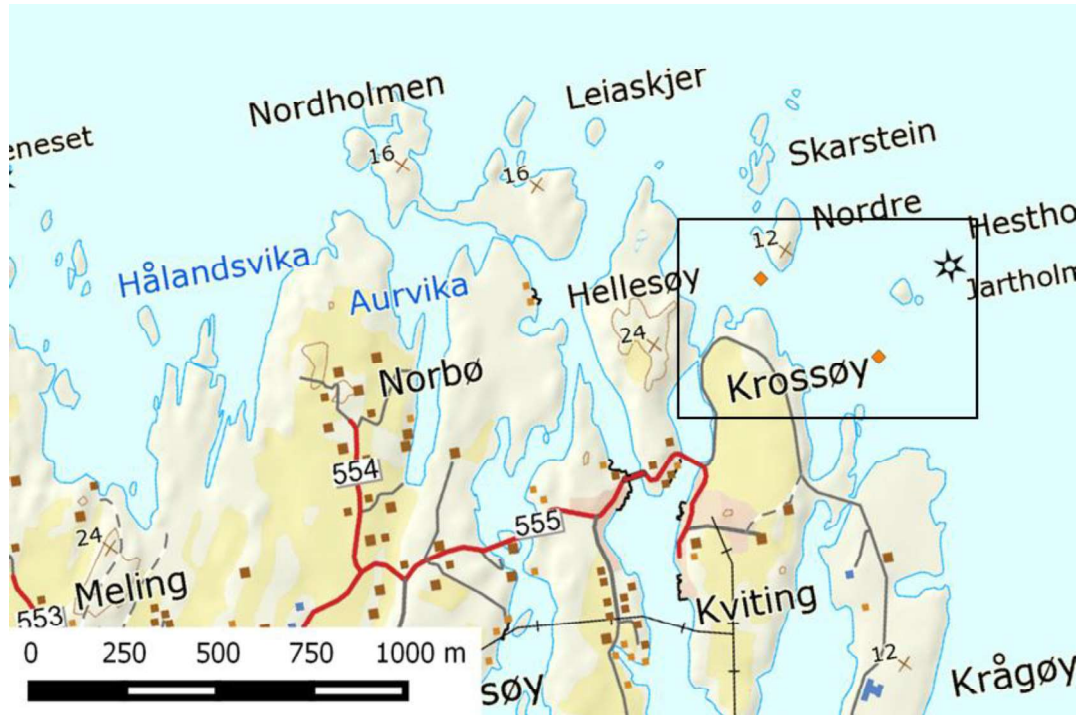 Nordholmen
Leiaskjer
eneset
16
16
Skarstein
Nordre
12
Hestho
Hålandsvika
Aurvika
Hellesøy
Jartholm
24
Norbø
Krossøy
554
555
24
Meling
553
Kviting
12
Krågøy
søy
0 250 500 750 1000 m